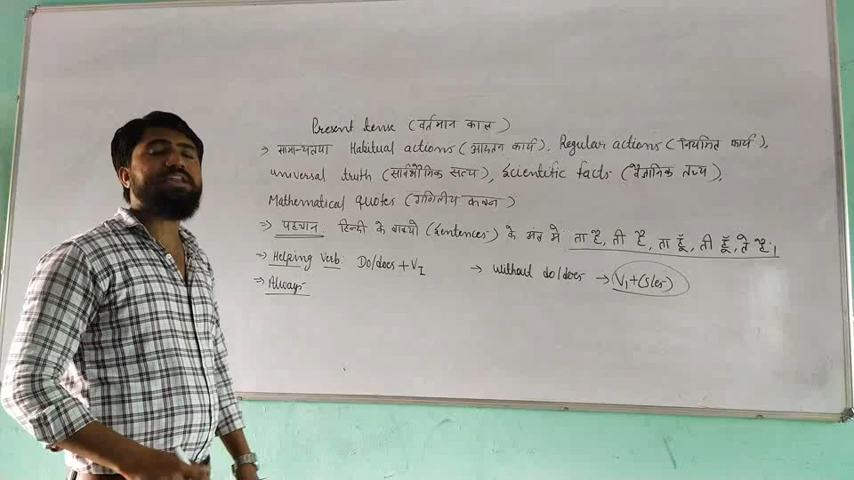 Present tense (वर्तमान काल)
→ सामान्यतया Habitual actions (आदतन कार्य), Regular actions (नियमित कार्य),
universal truth (सार्वभौमिक सत्य), Scientific facts (वैज्ञानिक तथ्य),
Mathematical quotes (गणितीय कथन)
⇒ पहचान हिन्दी के वाक्यों (Sentences) के अंत में ता है, ती है, ता हूँ, ती हूँ, ते हैं।
⇒ Helping Verb: Do/does + V1 → without do/does → V1+(s/es)
⇒ Always